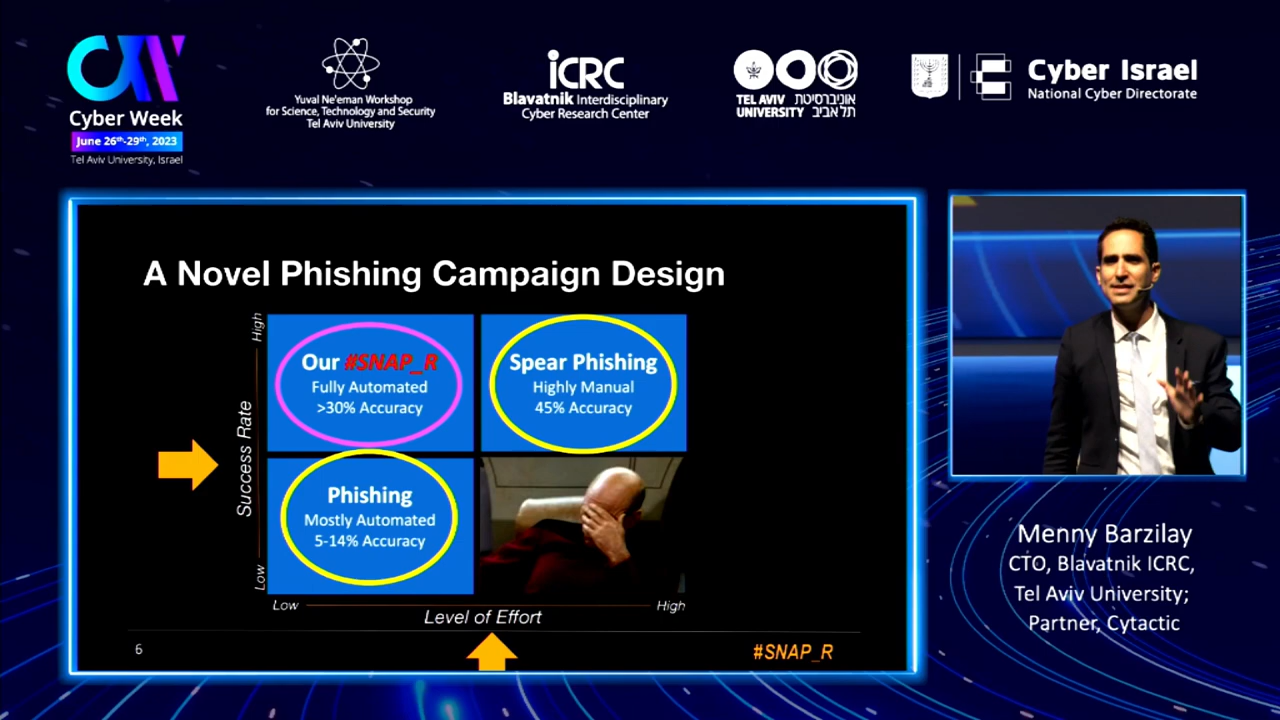 Cyber Week
June 26th-29th, 2023
Tel Aviv University, Israel
Yuval Ne'eman Workshop
for Science, Technology and Security
Tel Aviv University
iCRC
Blavatnik Interdisciplinary
Cyber Research Center
TEL AVIV אוניברסיטת
UNIVERSITY תל אביב
Cyber Israel
National Cyber Directorate
A Novel Phishing Campaign Design
High
Success Rate
Low
Our #SNAP_R
Fully Automated
>30% Accuracy
Spear Phishing
Highly Manual
45% Accuracy
Phishing
Mostly Automated
5-14% Accuracy
Low
High
Level of Effort
6
#SNAP_R
Menny Barzilay
CTO, Blavatnik ICRC,
Tel Aviv University;
Partner, Cytactic